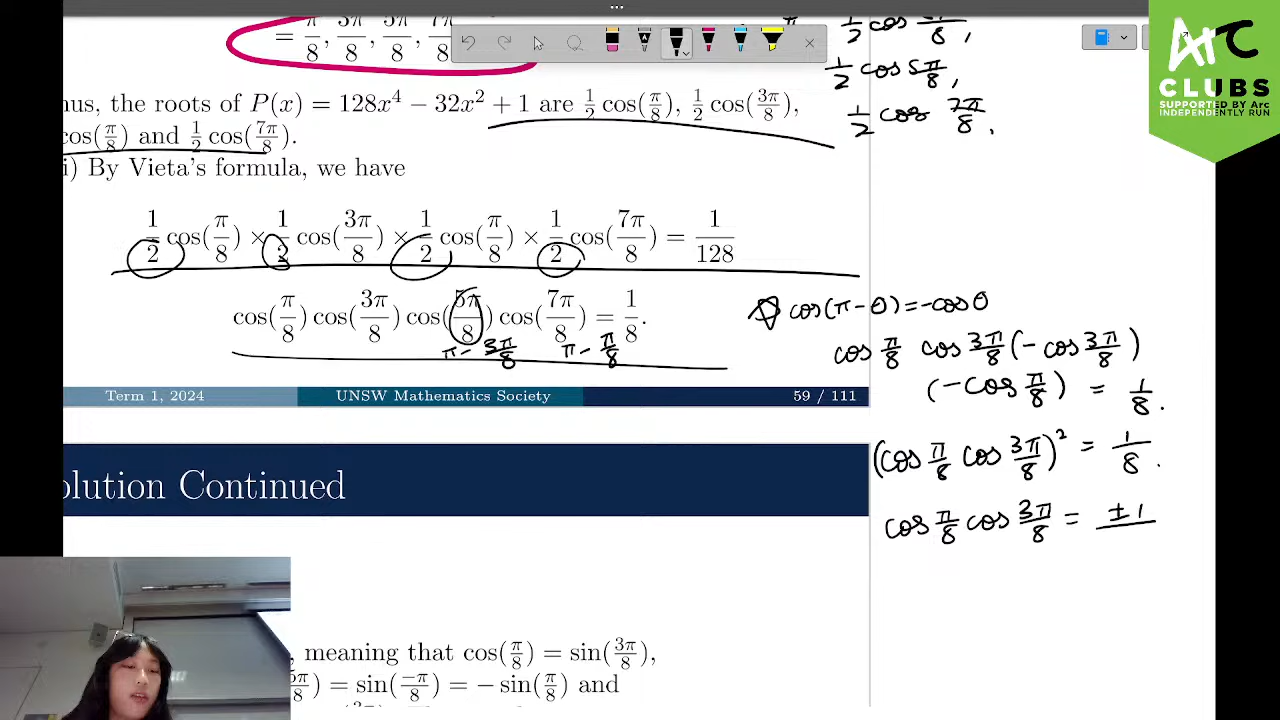 = π/8, 3π/8, 5π/8, 7π/8
1/2 cos
8,
1/2 cos 5π/8,
1/2 cos 7π/8.
ARC
CLUBS
SUPPORTED BY Arc
INDEPENDENTLY RUN
nus, the roots of P(x) = 128x⁴ − 32x² + 1 are 1/2 cos(π/8), 1/2 cos(3π/8),
cos(π/8) and 1/2 cos(7π/8).
i) By Vieta's formula, we have
1/2 cos(π/8) × 1/2 cos(3π/8) × 1/2 cos(π/8) × 1/2 cos(7π/8) = 1/128
cos(π/8) cos(3π/8) cos(5π/8) cos(7π/8) = 1/8.
π − 3π/8 π − π/8
cos(π−θ)=−cosθ
cos π/8 cos 3π/8 (−cos 3π/8)
(−cos π/8) = 1/8.
(cos π/8 cos 3π/8)² = 1/8.
cos π/8 cos 3π/8 = ±1
Term 1, 2024 UNSW Mathematics Society 59 / 111
olution Continued
, meaning that cos(π/8) = sin(3π/8),
5π/8) = sin(−π/8) = − sin(π/8) and